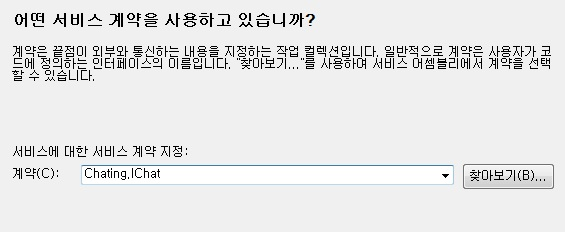 어떤 서비스 계약을 사용하고 있습니까?
계약은 끝점이 외부와 통신하는 내용을 지정하는 작업 컬렉션입니다. 일반적으로 계약은 사용자가 코
드에 정의하는 인터페이스의 이름입니다. "찾아보기..."를 사용하여 서비스 어셈블리에서 계약을 선택
할 수 있습니다.
서비스에 대한 서비스 계약 지정:
계약(C): Chating.IChat 찾아보기(B)...